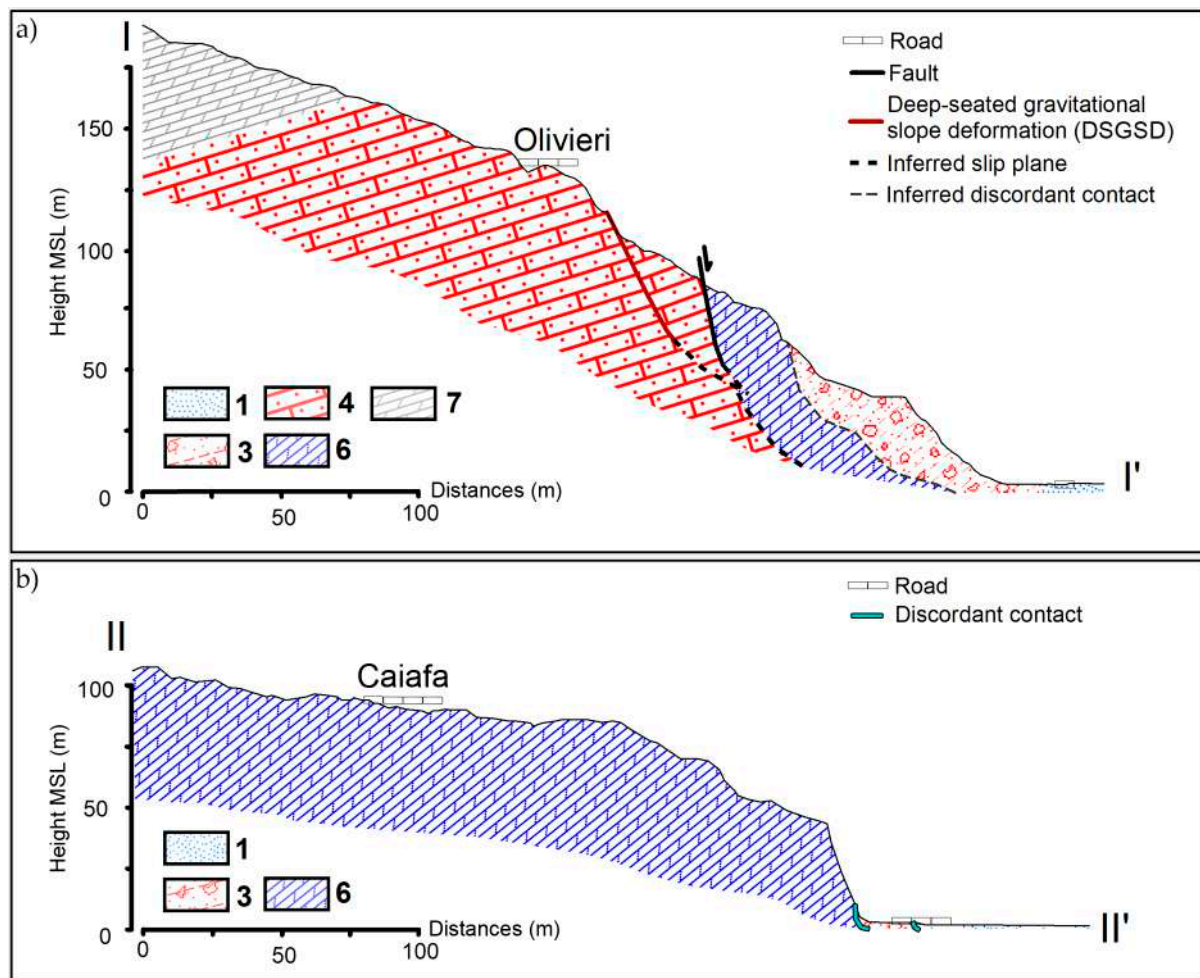 a)
I
Road
Fault
Deep-seated gravitational
slope deformation (DSGSD)
Inferred slip plane
Inferred discordant contact
Olivieri
Height MSL (m)
150
100
50
0
1
4
7
3
6
Distances (m)
0
50
100
I'
b)
II
Road
Discordant contact
Caiafa
Height MSL (m)
100
50
0
1
3
6
Distances (m)
0
50
100
II'